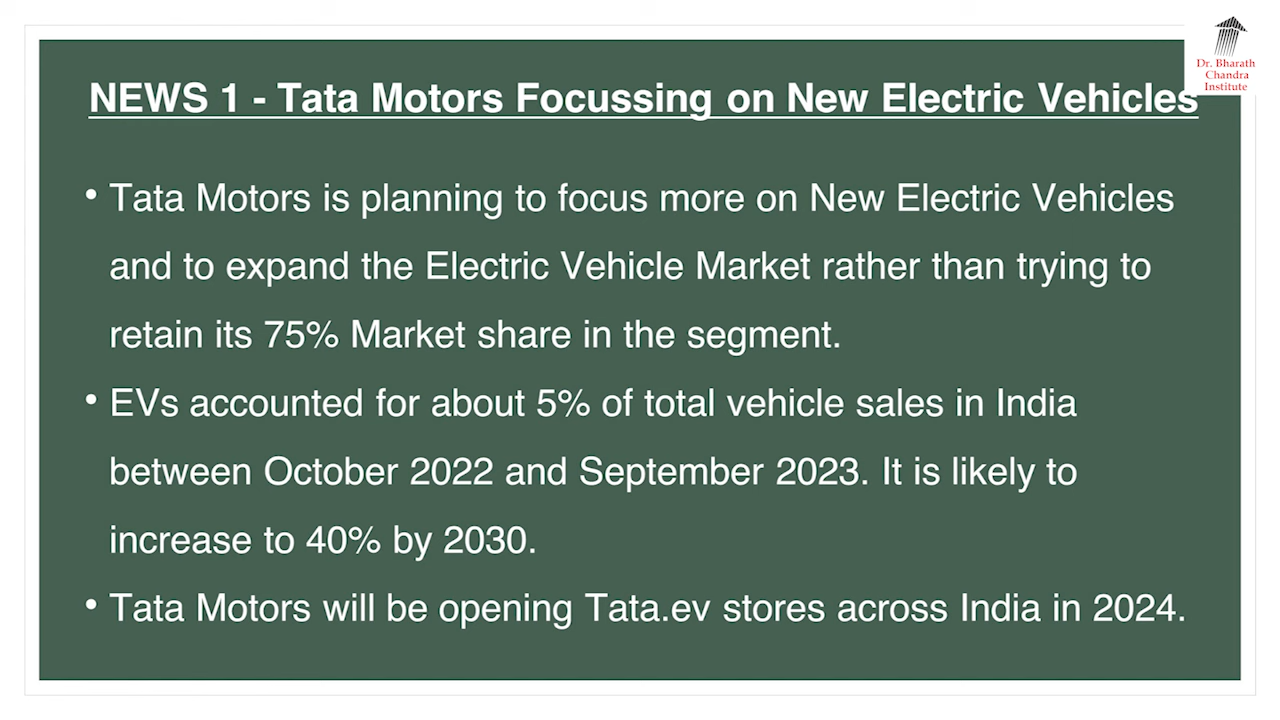 Dr. Bharath
Chandra
Institute
NEWS 1 - Tata Motors Focussing on New Electric Vehicles
• Tata Motors is planning to focus more on New Electric Vehicles
and to expand the Electric Vehicle Market rather than trying to
retain its 75% Market share in the segment.
• EVs accounted for about 5% of total vehicle sales in India
between October 2022 and September 2023. It is likely to
increase to 40% by 2030.
• Tata Motors will be opening Tata.ev stores across India in 2024.